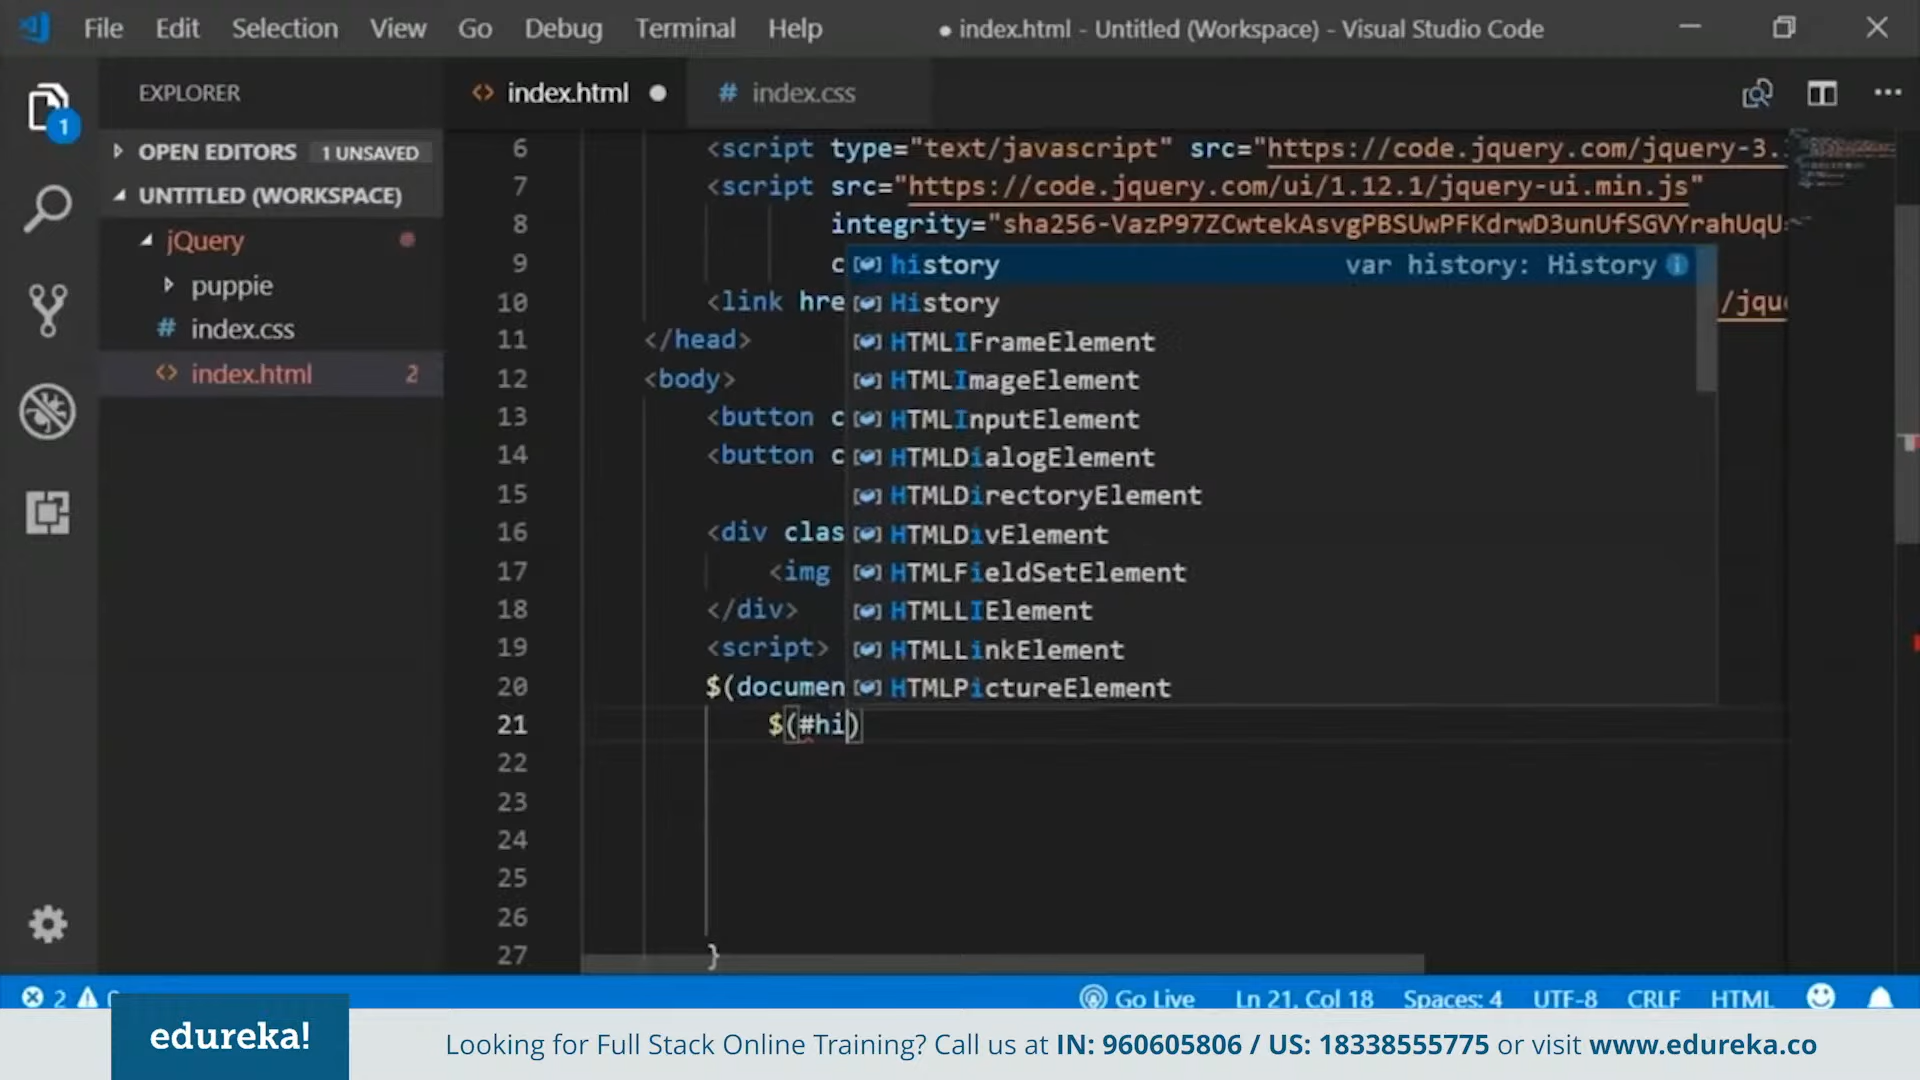 File Edit Selection View Go Debug Terminal Help ● index.html - Untitled (Workspace) - Visual Studio Code
EXPLORER
index.html
# index.css
OPEN EDITORS 1 UNSAVED
UNTITLED (WORKSPACE)
jQuery
puppie
# index.css
index.html 2
1
6 <script type="text/javascript" src="https://code.jquery.com/jquery-3.
7 <script src="https://code.jquery.com/ui/1.12.1/jquery-ui.min.js"
8 integrity="sha256-VazP97ZCwtekAsvgPBSUwPFKdrwD3unUfSGVYrahUqU=
9 c
10 <link hre /jque
11 </head>
12 <body>
13 <button c
14 <button c
15
16 <div clas
17 <img
18 </div>
19 <script>
20 $(documen
21 $(#hi)
22
23
24
25
26
27 }
history var history: History
History
HTMLIFrameElement
HTMLImageElement
HTMLInputElement
HTMLDialogElement
HTMLDirectoryElement
HTMLDivElement
HTMLFieldSetElement
HTMLLIElement
HTMLLinkElement
HTMLPictureElement
2 Go Live Ln 21, Col 18 Spaces: 4 UTF-8 CRLF HTML
edureka!
Looking for Full Stack Online Training? Call us at IN: 960605806 / US: 18338555775 or visit www.edureka.co